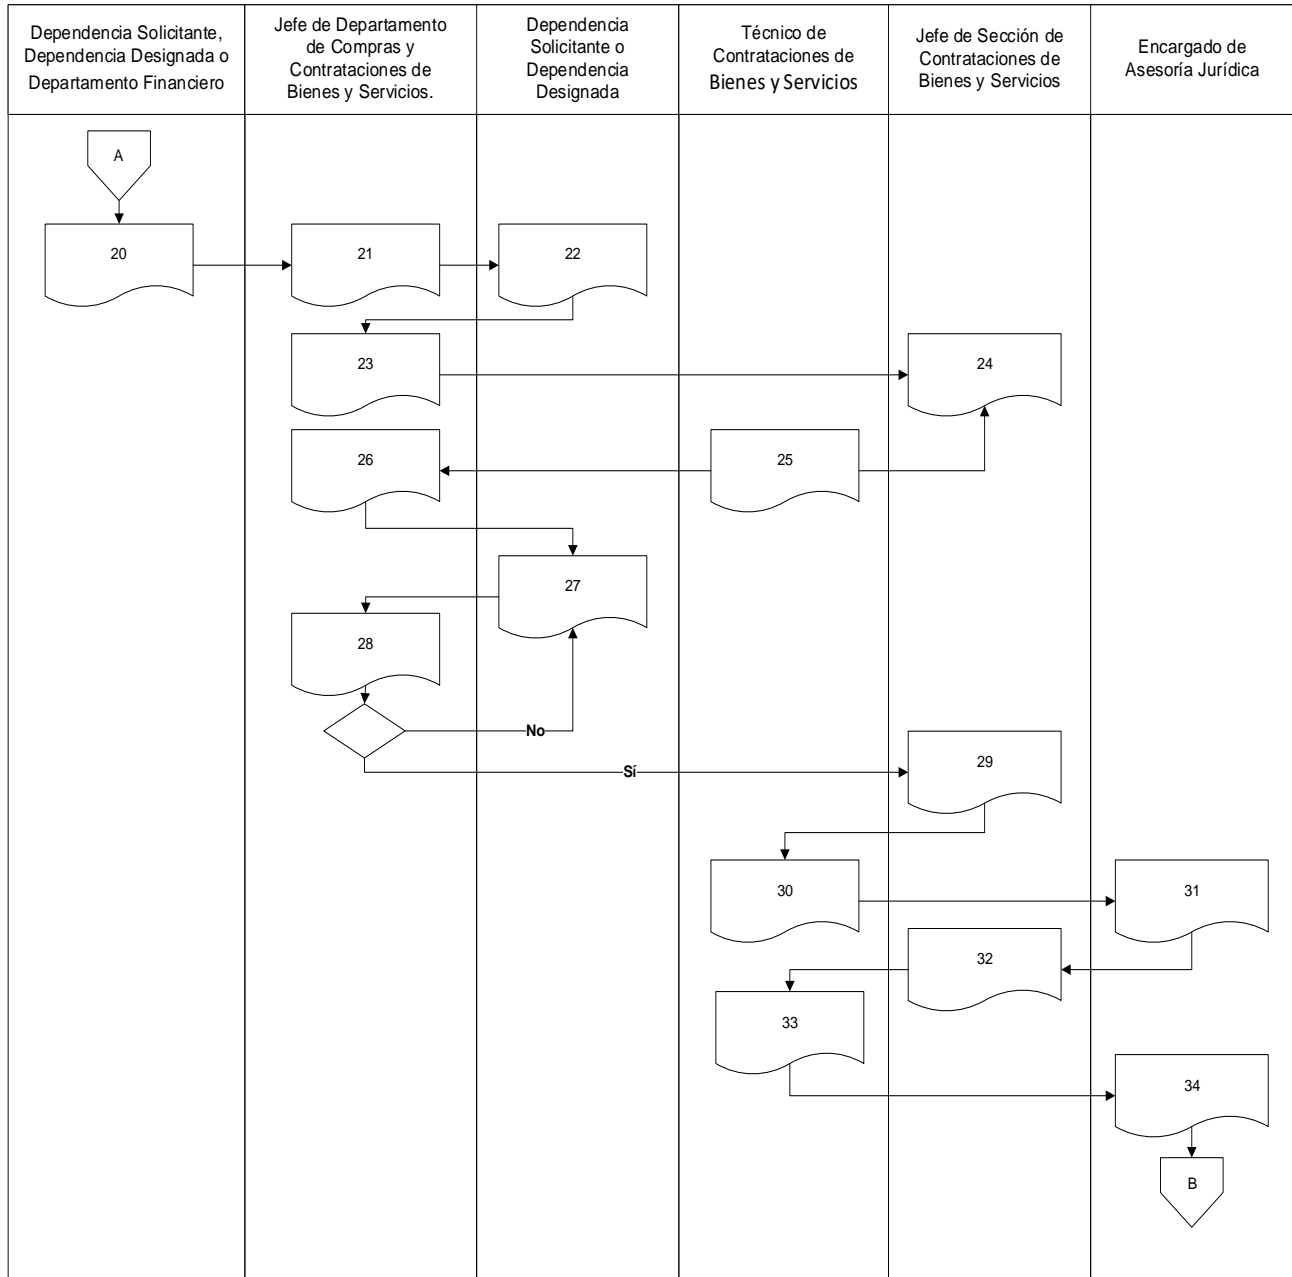 Dependencia Solicitante,
Dependencia Designada o
Departamento Financiero
Jefe de Departamento
de Compras y
Contrataciones de
Bienes y Servicios.
Dependencia
Solicitante o
Dependencia
Designada
Técnico de
Contrataciones de
Bienes y Servicios
Jefe de Sección de
Contrataciones de
Bienes y Servicios
Encargado de
Asesoría Jurídica
A
20
21
22
23
24
25
26
27
28
No
Sí
29
30
31
32
33
34
B